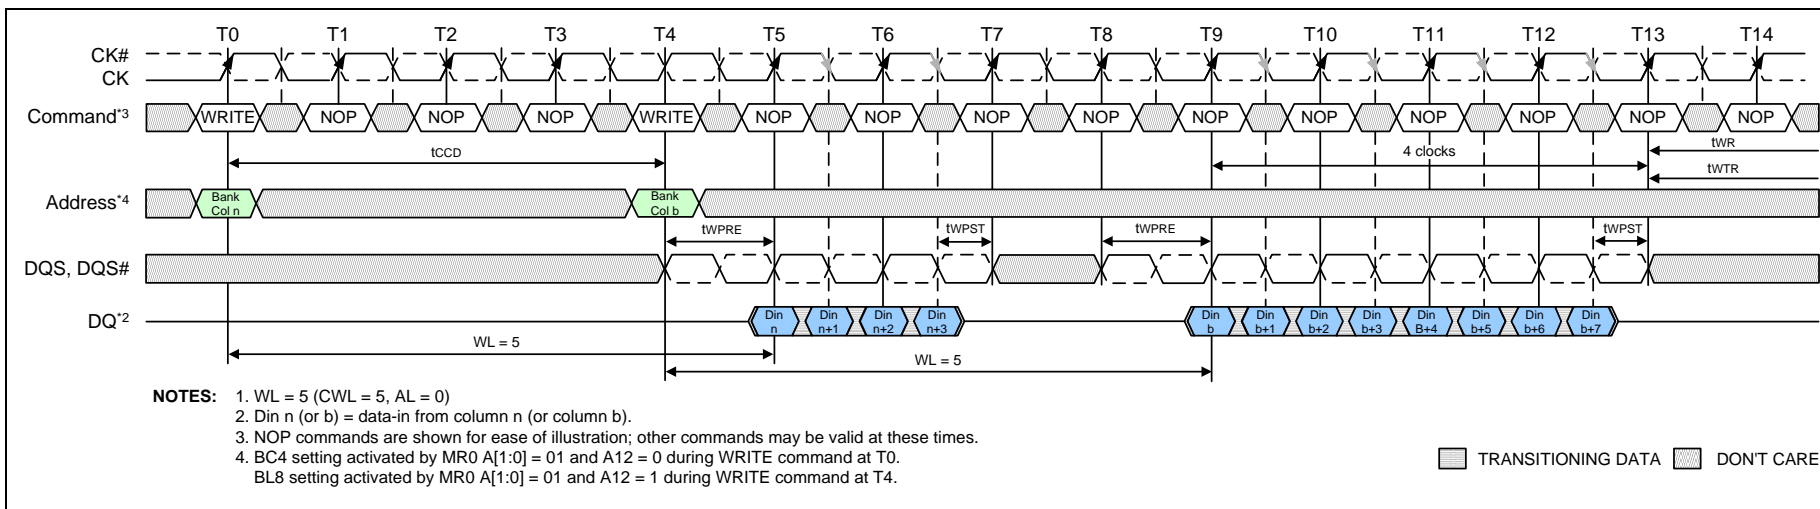 T0 T1 T2 T3 T4 T5 T6 T7 T8 T9 T10 T11 T12 T13 T14
CK#
CK
Command*3 WRITE NOP NOP NOP WRITE NOP NOP NOP NOP NOP NOP NOP NOP NOP NOP
tCCD 4 clocks tWR
tWTR
Address*4 Bank Col n Bank Col b
tWPRE tWPST tWPRE tWPST
DQS, DQS#
DQ*2 Din n Din n+1 Din n+2 Din n+3 Din b Din b+1 Din b+2 Din b+3 Din B+4 Din b+5 Din b+6 Din b+7
WL = 5
WL = 5
NOTES: 1. WL = 5 (CWL = 5, AL = 0)
2. Din n (or b) = data-in from column n (or column b).
3. NOP commands are shown for ease of illustration; other commands may be valid at these times.
4. BC4 setting activated by MR0 A[1:0] = 01 and A12 = 0 during WRITE command at T0.
BL8 setting activated by MR0 A[1:0] = 01 and A12 = 1 during WRITE command at T4.
TRANSITIONING DATA DON'T CARE